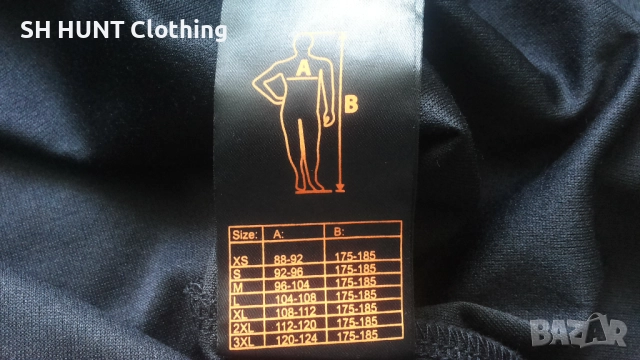 SH HUNT Clothing
A
B
Size: A: B:
XS 88-92 175-185
S 92-96 175-185
M 96-104 175-185
L 104-108 175-185
XL 108-112 175-185
2XL 112-120 175-185
3XL 120-124 175-185
BAZAR